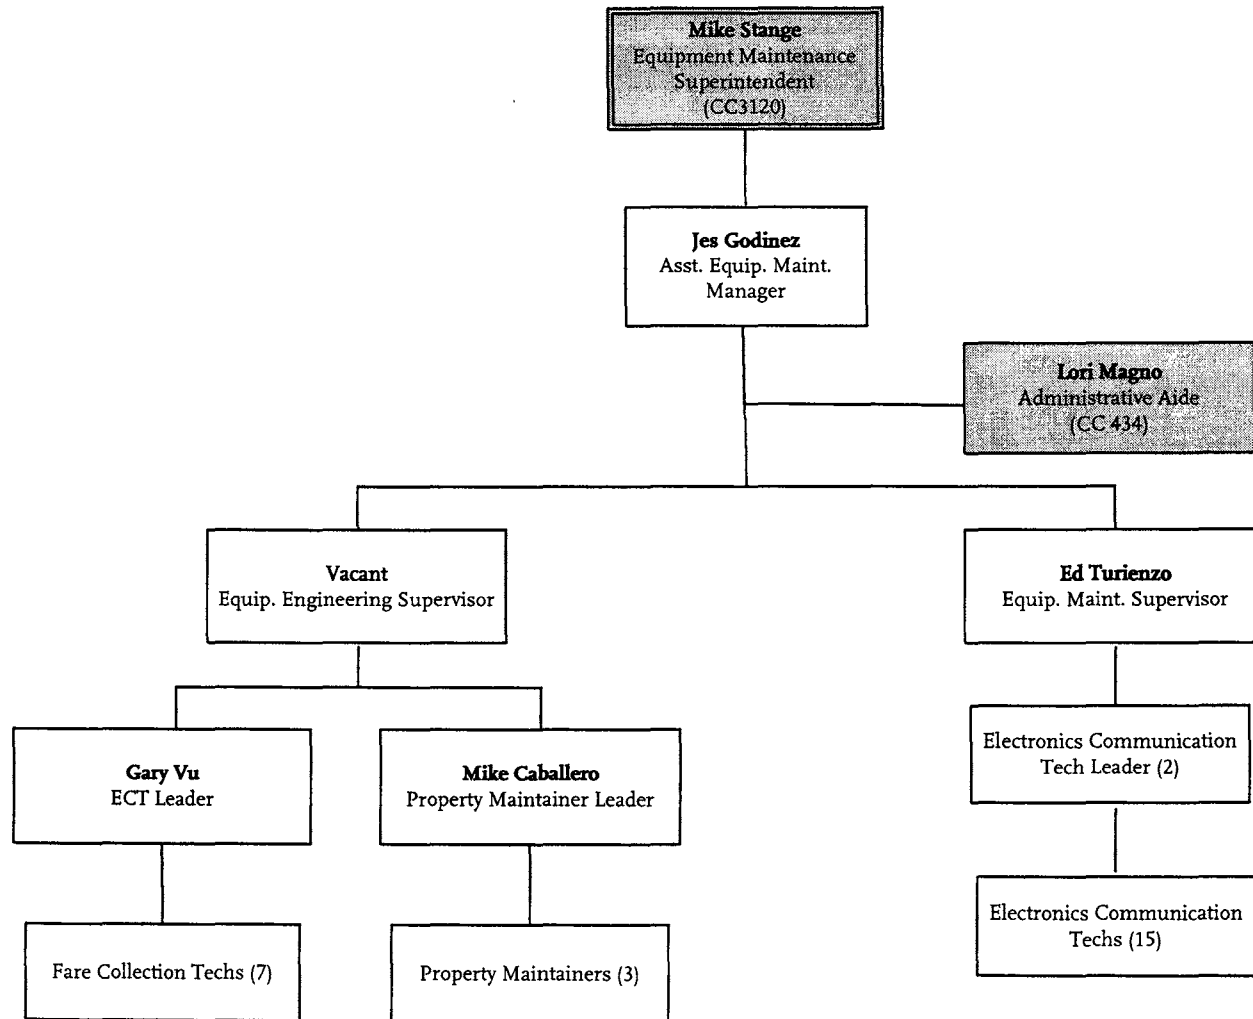 Mike Stange
Equipment Maintenance
Superintendent
(CC3120)
Jes Godinez
Asst. Equip. Maint.
Manager
Lori Magno
Administrative Aide
(CC 434)
Vacant
Equip. Engineering Supervisor
Ed Turienzo
Equip. Maint. Supervisor
Gary Vu
ECT Leader
Mike Caballero
Property Maintainer Leader
Electronics Communication
Tech Leader (2)
Fare Collection Techs (7)
Property Maintainers (3)
Electronics Communication
Techs (15)